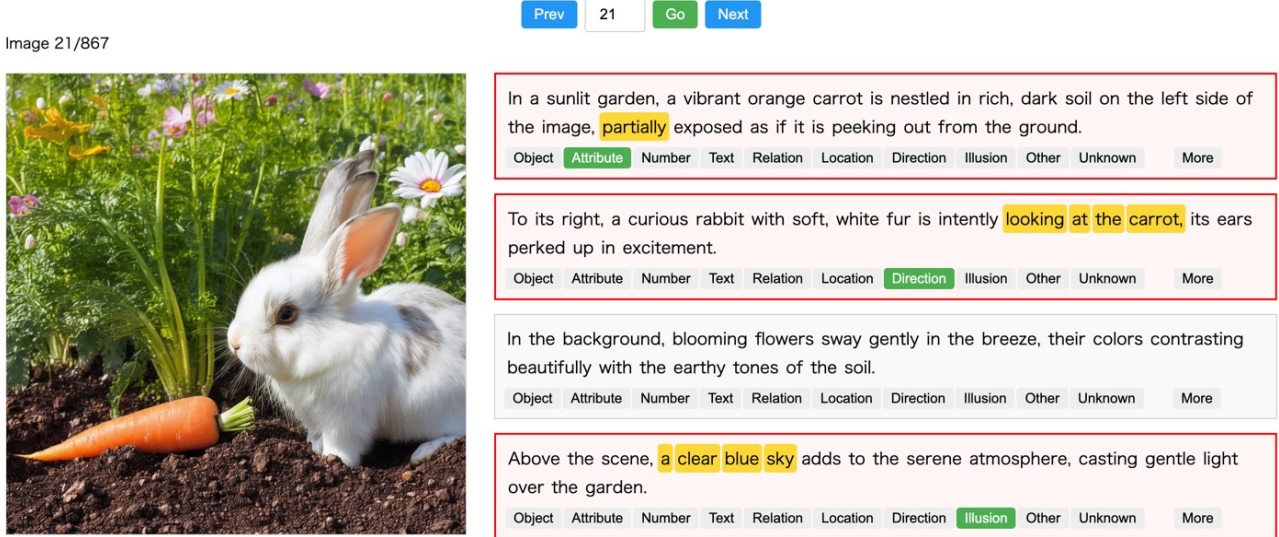 Prev 21 Go Next
Image 21/867
In a sunlit garden, a vibrant orange carrot is nestled in rich, dark soil on the left side of
the image, partially exposed as if it is peeking out from the ground.
Object Attribute Number Text Relation Location Direction Illusion Other Unknown More
To its right, a curious rabbit with soft, white fur is intently looking at the carrot, its ears
perked up in excitement.
Object Attribute Number Text Relation Location Direction Illusion Other Unknown More
In the background, blooming flowers sway gently in the breeze, their colors contrasting
beautifully with the earthy tones of the soil.
Object Attribute Number Text Relation Location Direction Illusion Other Unknown More
Above the scene, a clear blue sky adds to the serene atmosphere, casting gentle light
over the garden.
Object Attribute Number Text Relation Location Direction Illusion Other Unknown More